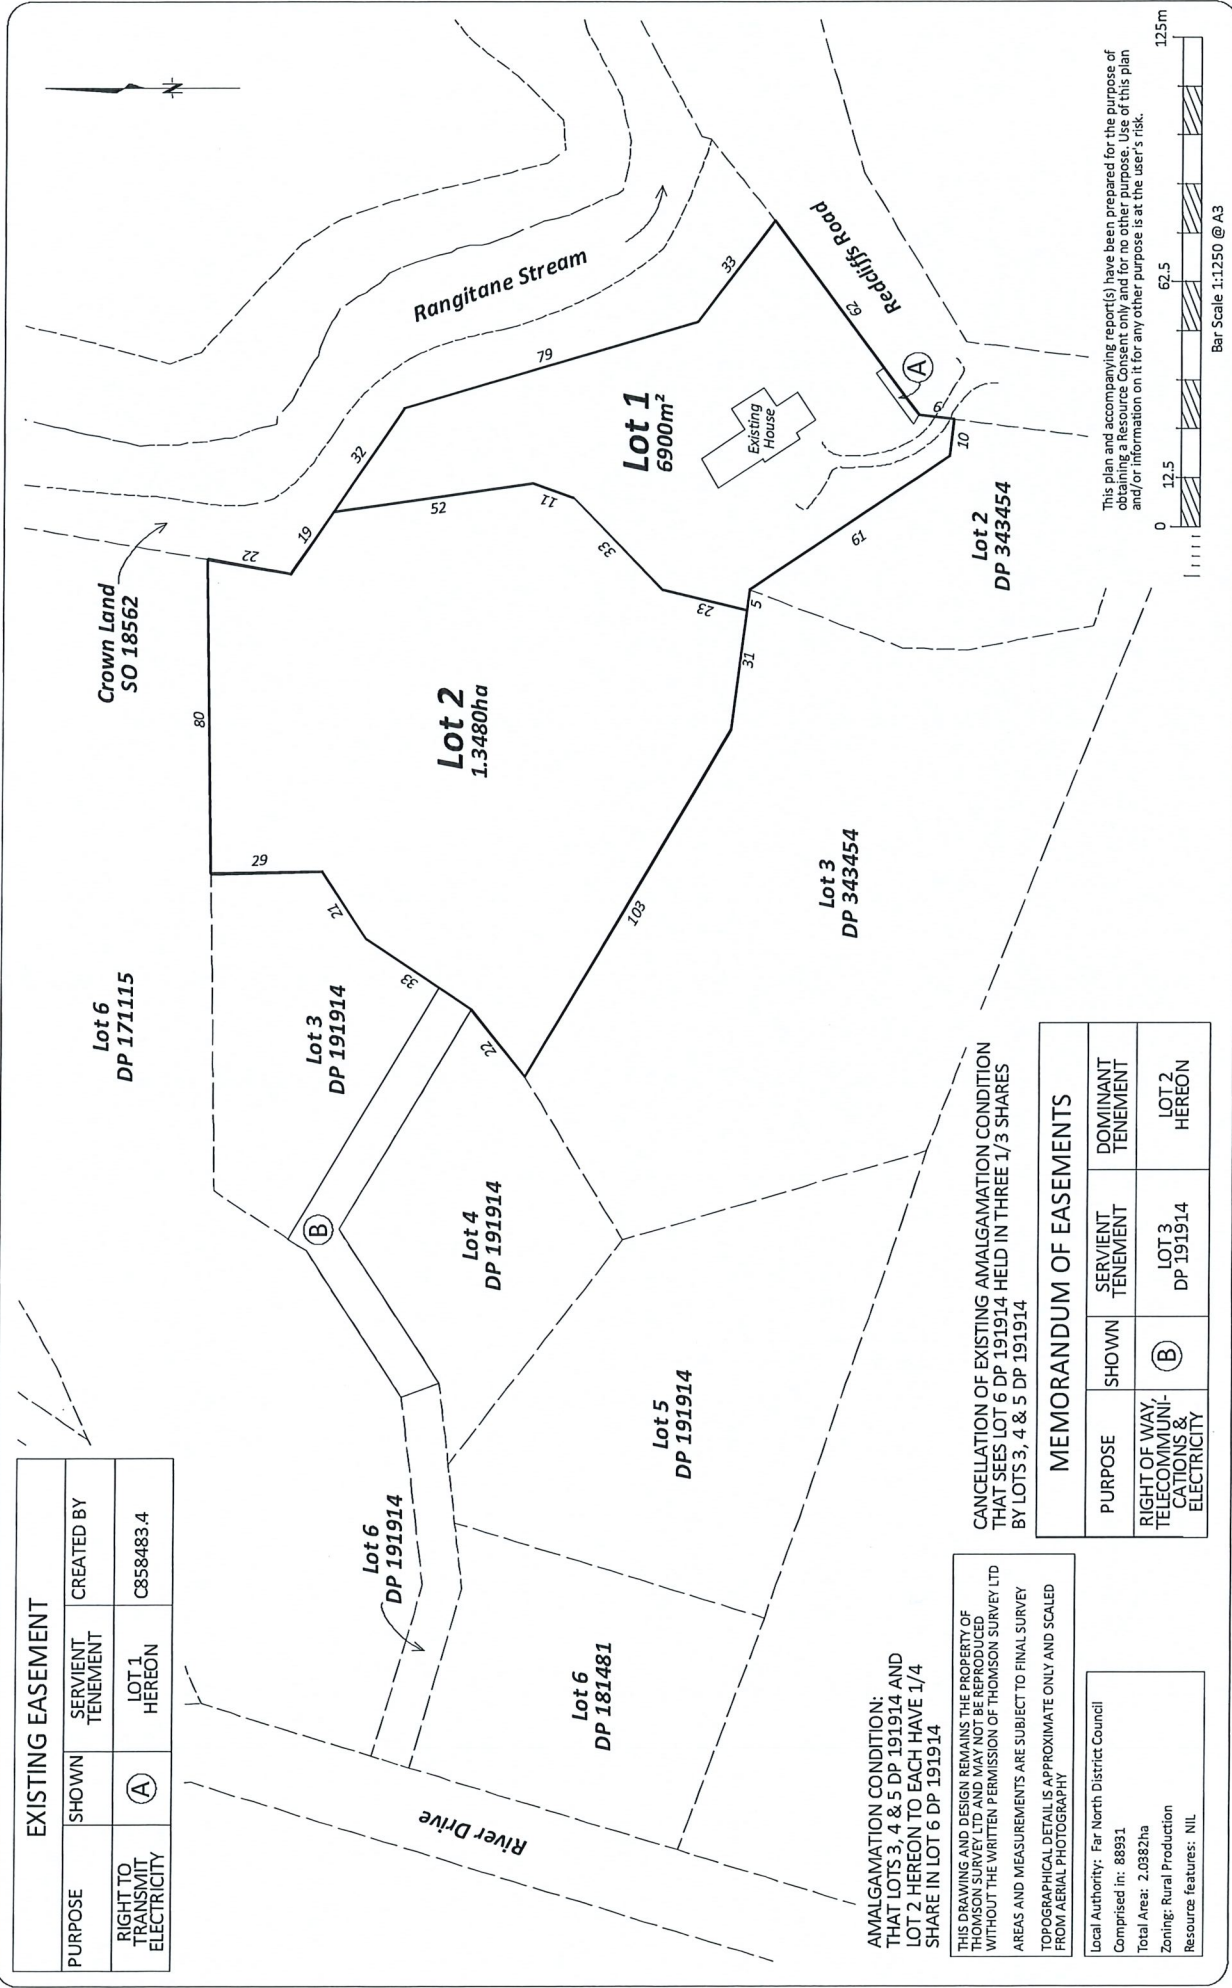 EXISTING EASEMENT
PURPOSE
SHOWN
SERVIENT
TENEMENT
CREATED BY
RIGHT TO
TRANSMIT
ELECTRICITY
A
LOT 1
HEREON
C858483.4
Lot 6
DP 171115
Crown Land
SO 18562
N
Rangitane Stream
80
22
19
32
79
33
62
29
21
33
22
103
31
5
23
33
11
52
61
10
6
Lot 2
1.3480ha
Lot 1
6900m²
Existing
House
Redcliffs Road
A
Lot 3
DP 191914
B
Lot 4
DP 191914
Lot 5
DP 191914
Lot 6
DP 191914
Lot 6
DP 181481
River Drive
Lot 3
DP 343454
Lot 2
DP 343454
AMALGAMATION CONDITION:
THAT LOTS 3, 4 & 5 DP 191914 AND
LOT 2 HEREON TO EACH HAVE 1/4
SHARE IN LOT 6 DP 191914
THIS DRAWING AND DESIGN REMAINS THE PROPERTY OF
THOMSON SURVEY LTD AND MAY NOT BE REPRODUCED
WITHOUT THE WRITTEN PERMISSION OF THOMSON SURVEY LTD
AREAS AND MEASUREMENTS ARE SUBJECT TO FINAL SURVEY
TOPOGRAPHICAL DETAIL IS APPROXIMATE ONLY AND SCALED
FROM AERIAL PHOTOGRAPHY
Local Authority: Far North District Council
Comprised in: 88931
Total Area: 2.0382ha
Zoning: Rural Production
Resource features: NIL
CANCELLATION OF EXISTING AMALGAMATION CONDITION
THAT SEES LOT 6 DP 191914 HELD IN THREE 1/3 SHARES
BY LOTS 3, 4 & 5 DP 191914
MEMORANDUM OF EASEMENTS
PURPOSE
SHOWN
SERVIENT
TENEMENT
DOMINANT
TENEMENT
RIGHT OF WAY,
TELECOMMUNI-
CATIONS &
ELECTRICITY
B
LOT 3
DP 191914
LOT 2
HEREON
This plan and accompanying report(s) have been prepared for the purpose of
obtaining a Resource Consent only and for no other purpose. Use of this plan
and/or information on it for any other purpose is at the user's risk.
0
12.5
62.5
125m
Bar Scale 1:1250 @ A3